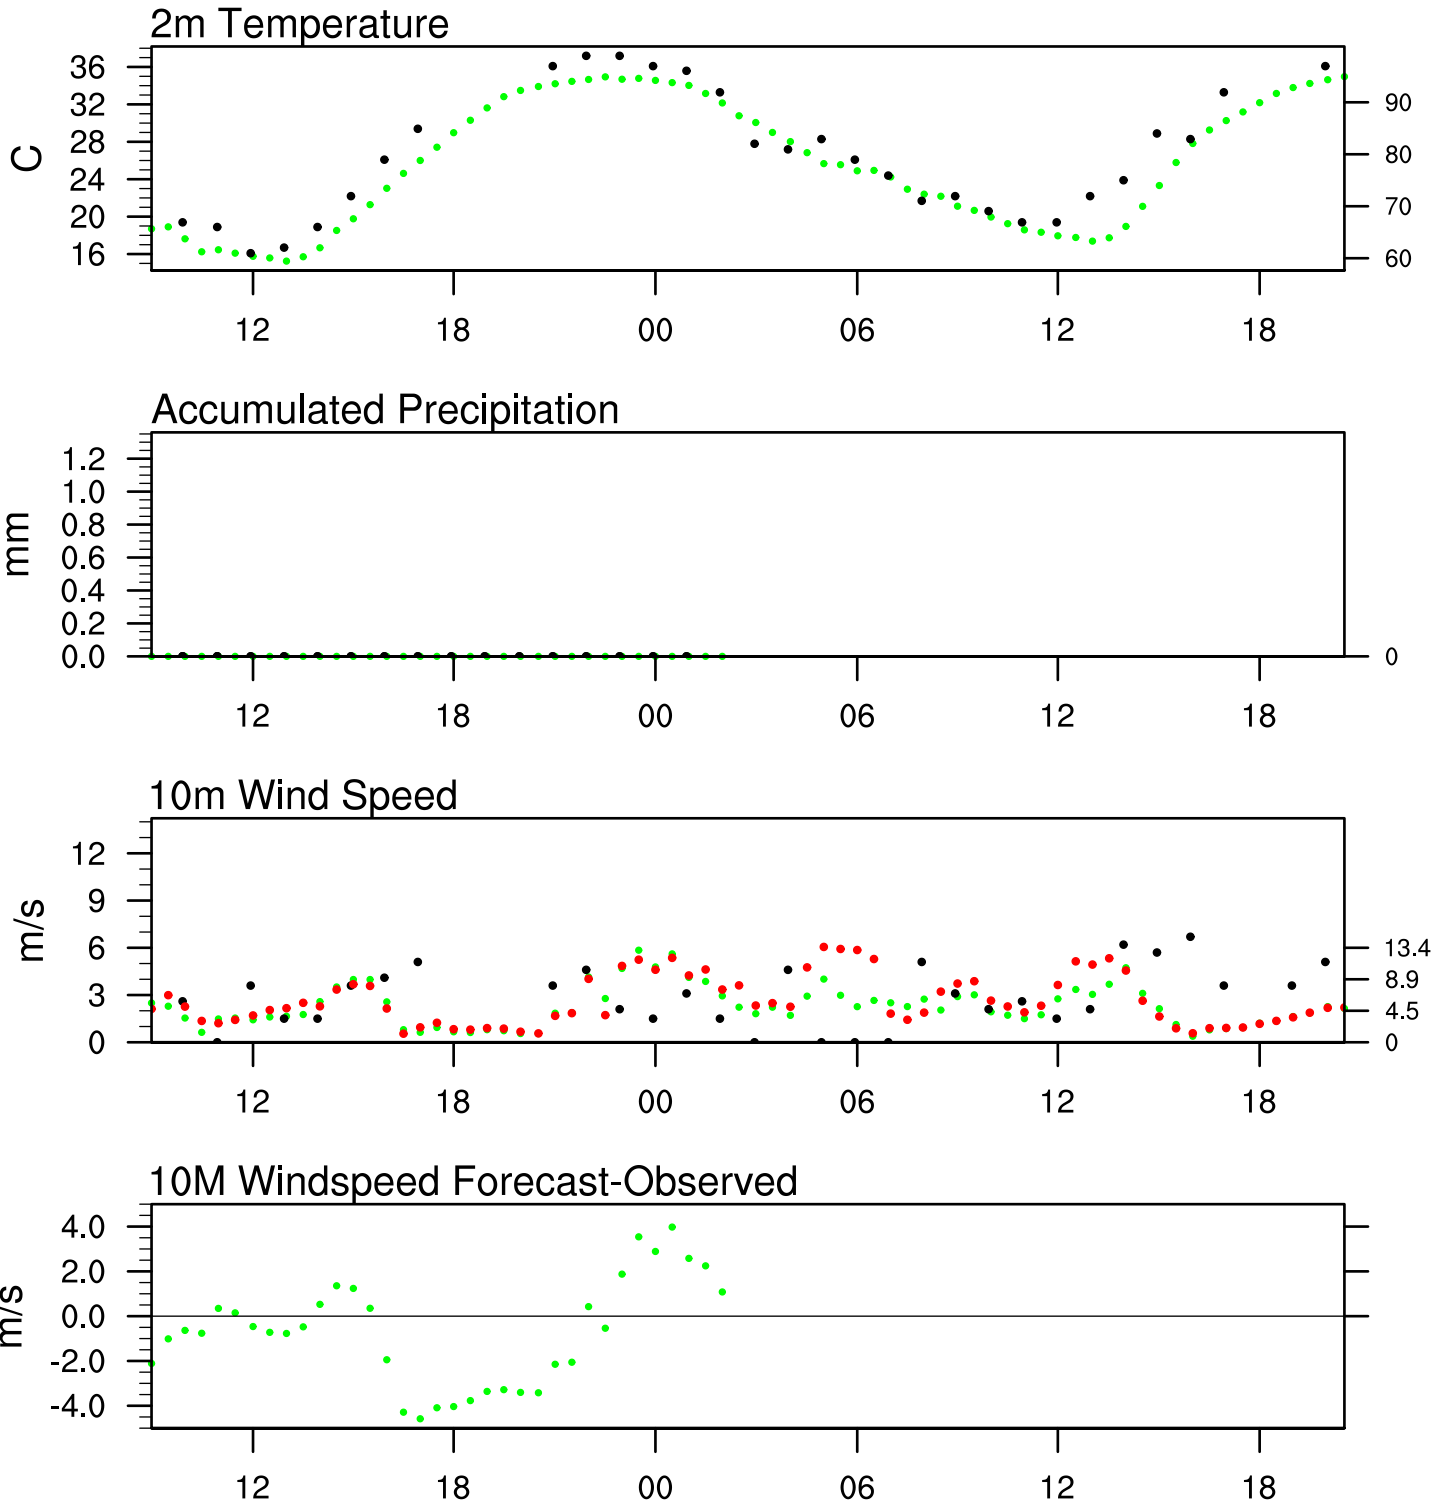 2m Temperature
C
36
32
28
24
20
16
90
80
70
60
12 18 00 06 12 18
Accumulated Precipitation
mm
1.2
1.0
0.8
0.6
0.4
0.2
0.0
0
12 18 00 06 12 18
10m Wind Speed
m/s
12
9
6
3
0
13.4
8.9
4.5
0
12 18 00 06 12 18
10M Windspeed Forecast-Observed
m/s
4.0
2.0
0.0
-2.0
-4.0
12 18 00 06 12 18